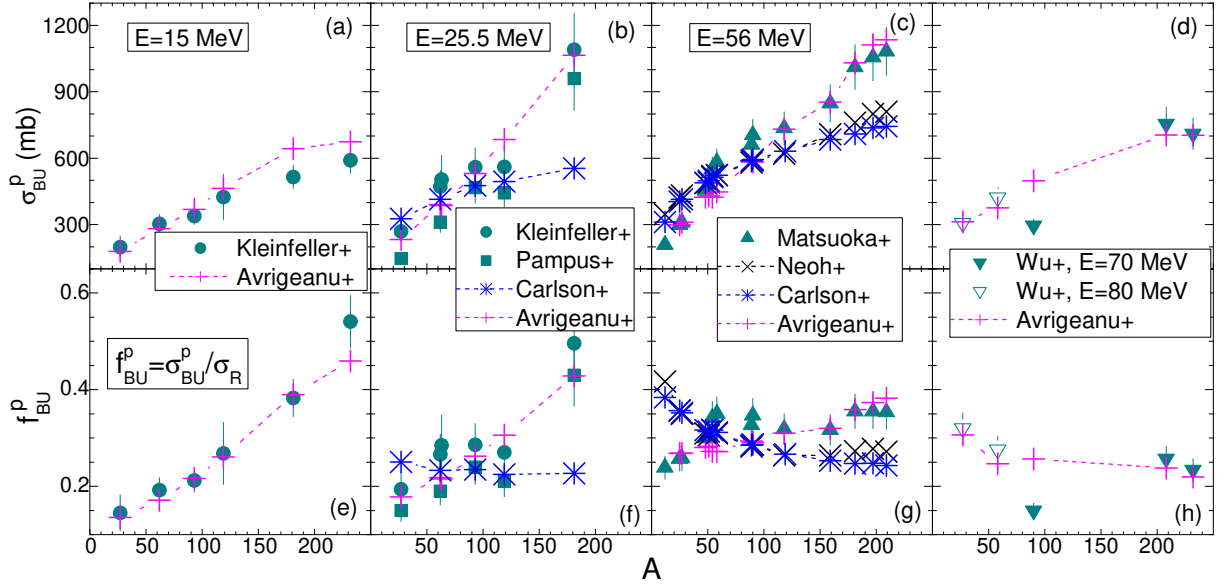 1200
900
600
300
σ^p_BU (mb)
E=15 MeV
(a)
Kleinfeller+
Avrigeanu+
E=25.5 MeV
(b)
Kleinfeller+
Pampus+
Carlson+
Avrigeanu+
E=56 MeV
(c)
Matsuoka+
Neoh+
Carlson+
Avrigeanu+
(d)
Wu+, E=70 MeV
Wu+, E=80 MeV
Avrigeanu+
0.6
0.4
0.2
f^p_BU
f^p_BU=σ^p_BU/σ_R
(e)
(f)
(g)
(h)
0 50 100 150 200
50 100 150 200
50 100 150 200
50 100 150 200
A